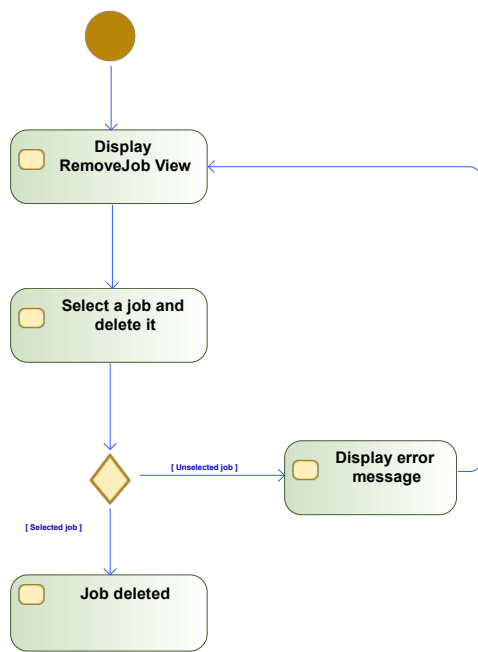 Display
RemoveJob View
Select a job and
delete it
[ Unselected job ]
Display error
message
[ Selected job ]
Job deleted